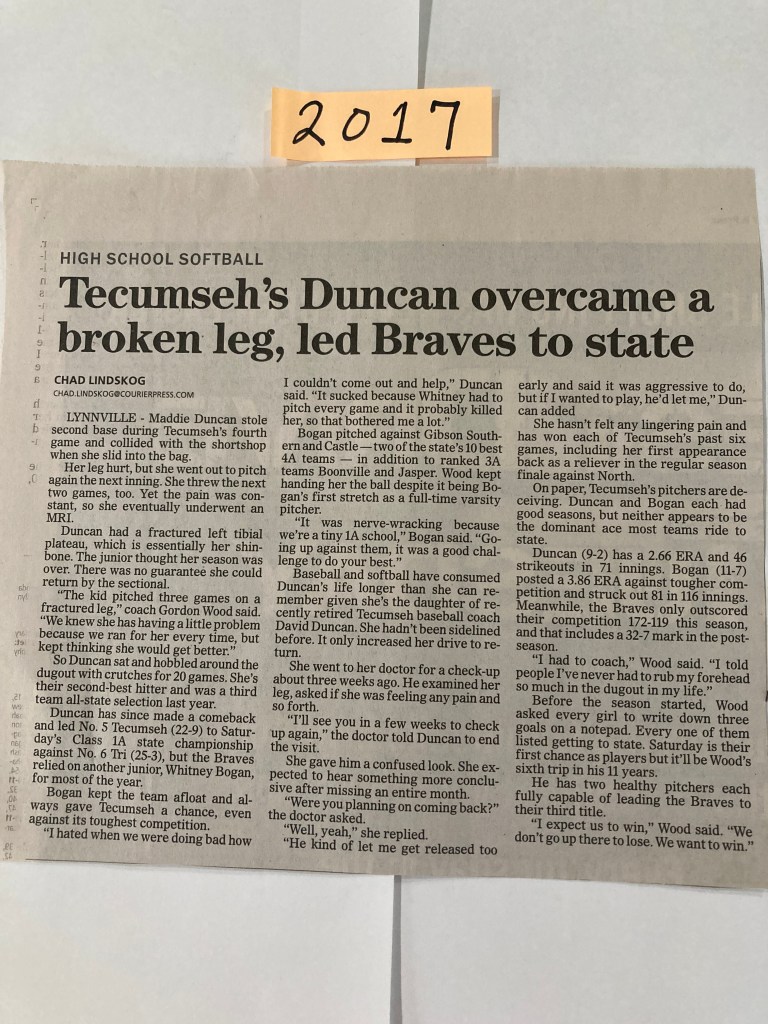 2017
HIGH SCHOOL SOFTBALL
Tecumseh's Duncan overcame a
broken leg, led Braves to state
CHAD LINDSKOG
CHAD.LINDSKOG@COURIERPRESS.COM
LYNNVILLE - Maddie Duncan stole
second base during Tecumseh's fourth
game and collided with the shortshop
when she slid into the bag.
Her leg hurt, but she went out to pitch
again the next inning. She threw the next
two games, too. Yet the pain was con-
stant, so she eventually underwent an
MRI.
Duncan had a fractured left tibial
plateau, which is essentially her shin-
bone. The junior thought her season was
over. There was no guarantee she could
return by the sectional.
"The kid pitched three games on a
fractured leg," coach Gordon Wood said.
"We knew she has having a little problem
because we ran for her every time, but
kept thinking she would get better."
So Duncan sat and hobbled around the
dugout with crutches for 20 games. She's
their second-best hitter and was a third
team all-state selection last year.
Duncan has since made a comeback
and led No. 5 Tecumseh (22-9) to Satur-
day's Class 1A state championship
against No. 6 Tri (25-3), but the Braves
relied on another junior, Whitney Bogan,
for most of the year.
Bogan kept the team afloat and al-
ways gave Tecumseh a chance, even
against its toughest competition.
"I hated when we were doing bad how
I couldn't come out and help," Duncan
said. "It sucked because Whitney had to
pitch every game and it probably killed
her, so that bothered me a lot."
Bogan pitched against Gibson South-
ern and Castle — two of the state's 10 best
4A teams — in addition to ranked 3A
teams Boonville and Jasper. Wood kept
handing her the ball despite it being Bo-
gan's first stretch as a full-time varsity
pitcher.
"It was nerve-wracking because
we're a tiny 1A school," Bogan said. "Go-
ing up against them, it was a good chal-
lenge to do your best."
Baseball and softball have consumed
Duncan's life longer than she can re-
member given she's the daughter of re-
cently retired Tecumseh baseball coach
David Duncan. She hadn't been sidelined
before. It only increased her drive to re-
turn.
She went to her doctor for a check-up
about three weeks ago. He examined her
leg, asked if she was feeling any pain and
so forth.
"I'll see you in a few weeks to check
up again," the doctor told Duncan to end
the visit.
She gave him a confused look. She ex-
pected to hear something more conclu-
sive after missing an entire month.
"Were you planning on coming back?"
the doctor asked.
"Well, yeah," she replied.
"He kind of let me get released too
early and said it was aggressive to do,
but if I wanted to play, he'd let me," Dun-
can added
She hasn't felt any lingering pain and
has won each of Tecumseh's past six
games, including her first appearance
back as a reliever in the regular season
finale against North.
On paper, Tecumseh's pitchers are de-
ceiving. Duncan and Bogan each had
good seasons, but neither appears to be
the dominant ace most teams ride to
state.
Duncan (9-2) has a 2.66 ERA and 46
strikeouts in 71 innings. Bogan (11-7)
posted a 3.86 ERA against tougher com-
petition and struck out 81 in 116 innings.
Meanwhile, the Braves only outscored
their competition 172-119 this season,
and that includes a 32-7 mark in the post-
season.
"I had to coach," Wood said. "I told
people I've never had to rub my forehead
so much in the dugout in my life."
Before the season started, Wood
asked every girl to write down three
goals on a notepad. Every one of them
listed getting to state. Saturday is their
first chance as players but it'll be Wood's
sixth trip in his 11 years.
He has two healthy pitchers each
fully capable of leading the Braves to
their third title.
"I expect us to win," Wood said. "We
don't go up there to lose. We want to win."